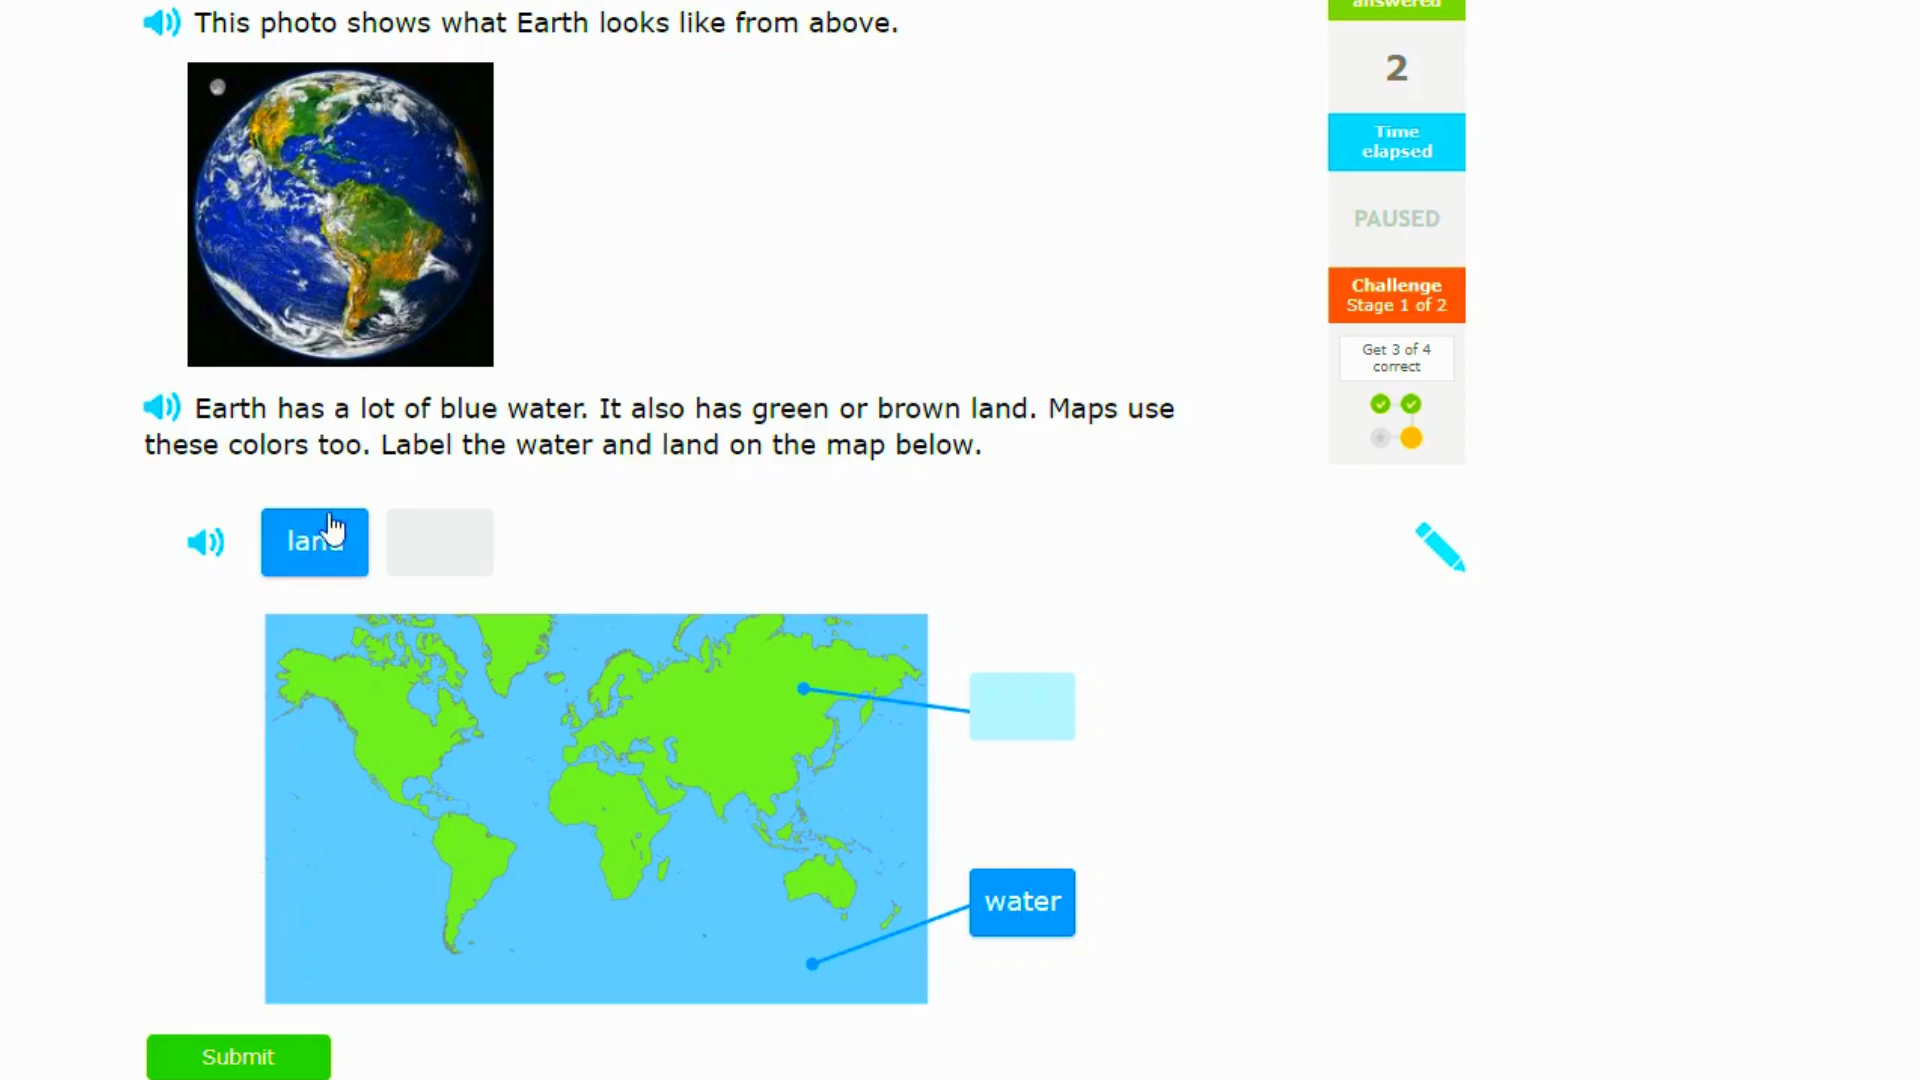 This photo shows what Earth looks like from above.
Earth has a lot of blue water. It also has green or brown land. Maps use
these colors too. Label the water and land on the map below.
land
water
Submit
answered
2
Time
elapsed
PAUSED
Challenge
Stage 1 of 2
Get 3 of 4
correct